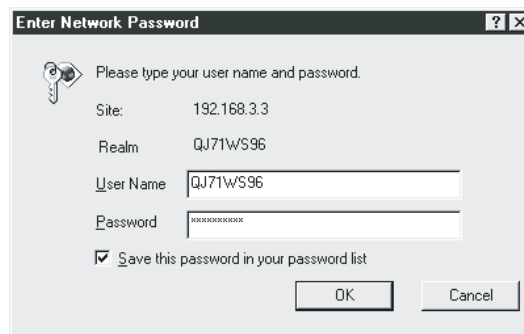 Enter Network Password
Please type your user name and password.
Site: 192.168.3.3
Realm QJ71WS96
User Name QJ71WS96
Password **********
Save this password in your password list
OK Cancel